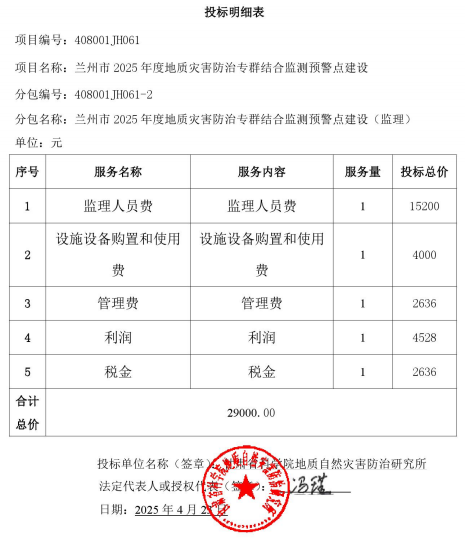 投标明细表
项目编号：408001JH061
项目名称：兰州市 2025 年度地质灾害防治专群结合监测预警点建设
分包编号：408001JH061-2
分包名称：兰州市 2025 年度地质灾害防治专群结合监测预警点建设（监理）
单位：元
序号 服务名称 服务内容 服务量 投标总价
1 监理人员费 监理人员费 1 15200
2 设施设备购置和使用费 设施设备购置和使用费 1 4000
3 管理费 管理费 1 2636
4 利润 利润 1 4528
5 税金 税金 1 2636
合计总价 29000.00
投标单位名称（签章）：甘肃省科学院地质自然灾害防治研究所
法定代表人或授权代表（签字）：
日期：2025 年 4 月 2 日